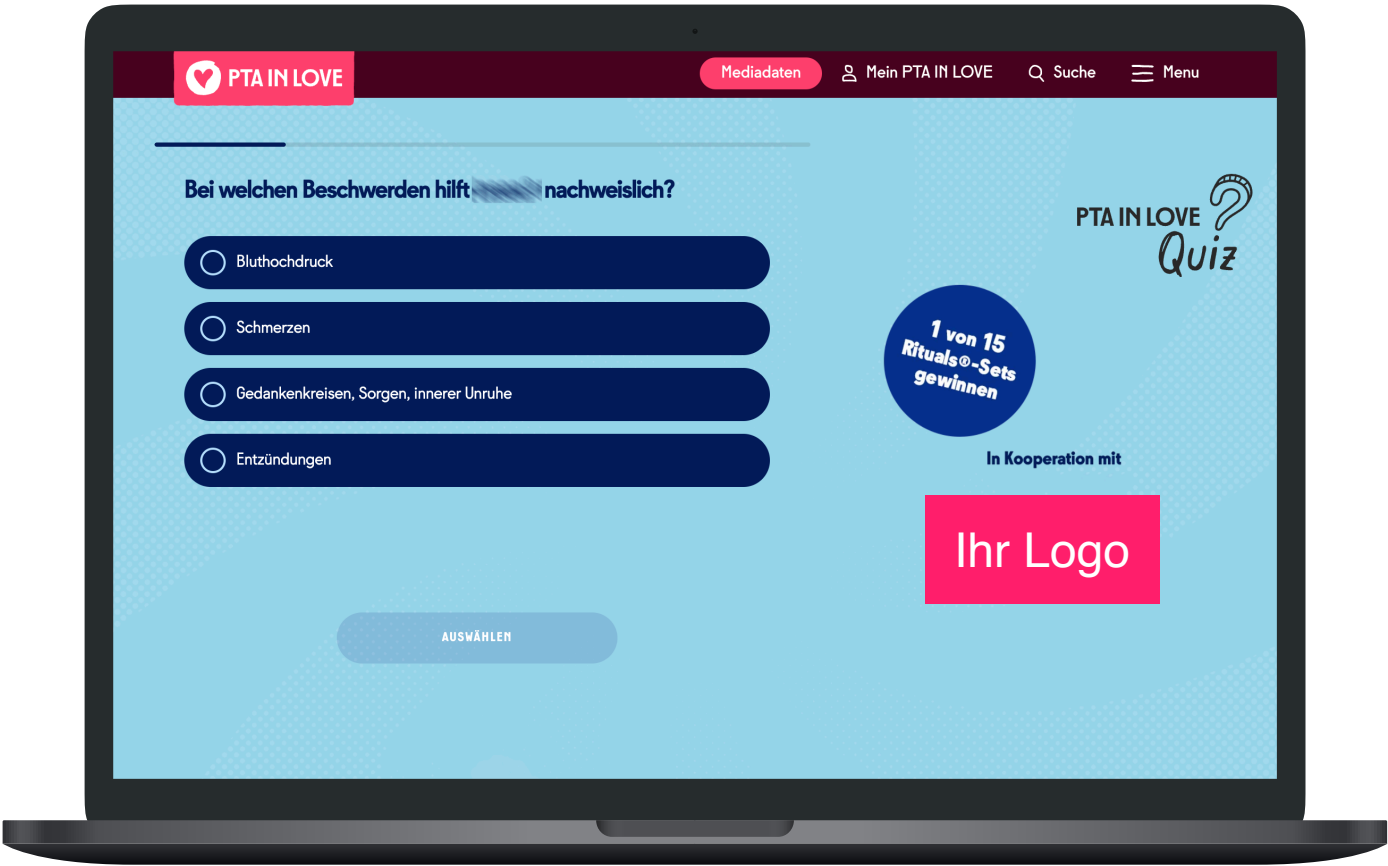 PTA IN LOVE
Mediadaten
Mein PTA IN LOVE
Suche
Menu
Bei welchen Beschwerden hilft nachweislich?
Bluthochdruck
Schmerzen
Gedankenkreisen, Sorgen, innerer Unruhe
Entzündungen
AUSWÄHLEN
PTA IN LOVE
Quiz
1 von 15
Rituals®-Sets
gewinnen
In Kooperation mit
Ihr Logo